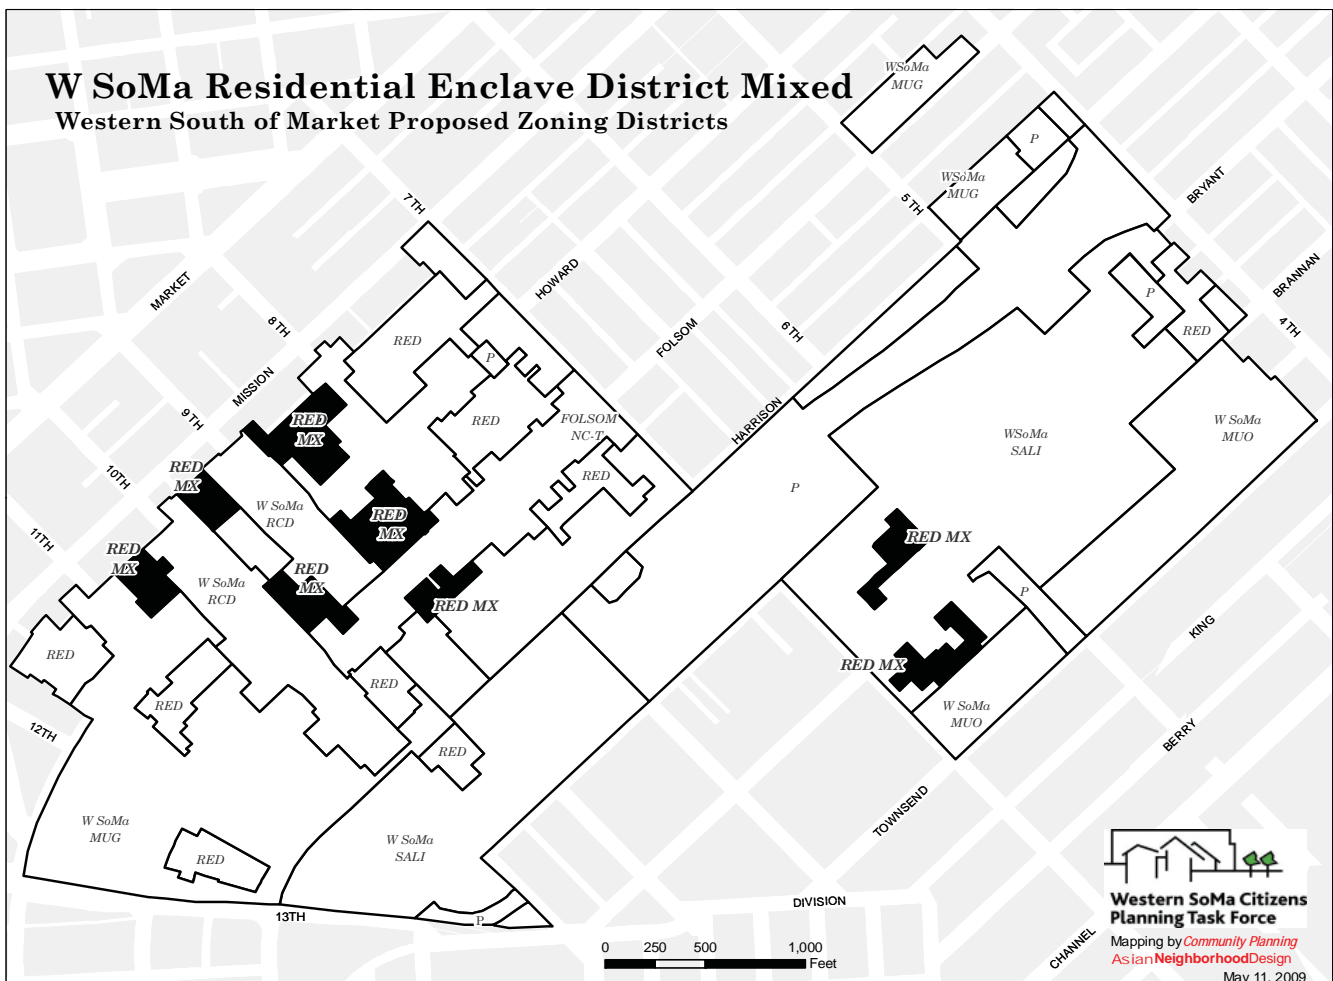 W SoMa Residential Enclave District Mixed
Western South of Market Proposed Zoning Districts
WSoMa
MUG
P
WSoMa
MUG
5 TH
BRYANT
BRANNAN
4 TH
7 TH
HOWARD
MARKET
8 TH
FOLSOM
6 TH
P
RED
RED
P
MISSION
9 TH
RED
MX
RED
FOLSOM
NC-T
HARRISON
W SoMa
MUO
WSoMa
SALI
10TH
RED
MX
RED
P
W SoMa
RCD
RED
MX
RED MX
11TH
RED
MX
W SoMa
RCD
RED
MX
RED MX
P
KING
RED
RED
RED MX
RED
W SoMa
MUO
12TH
RED
BERRY
TOWNSEND
W SoMa
MUG
W SoMa
SALI
RED
DIVISION
13TH
P
CHANNEL
0 250 500 1,000
Feet
Western SoMa Citizens
Planning Task Force
Mapping by Community Planning
Asian NeighborhoodDesign
May 11, 2009